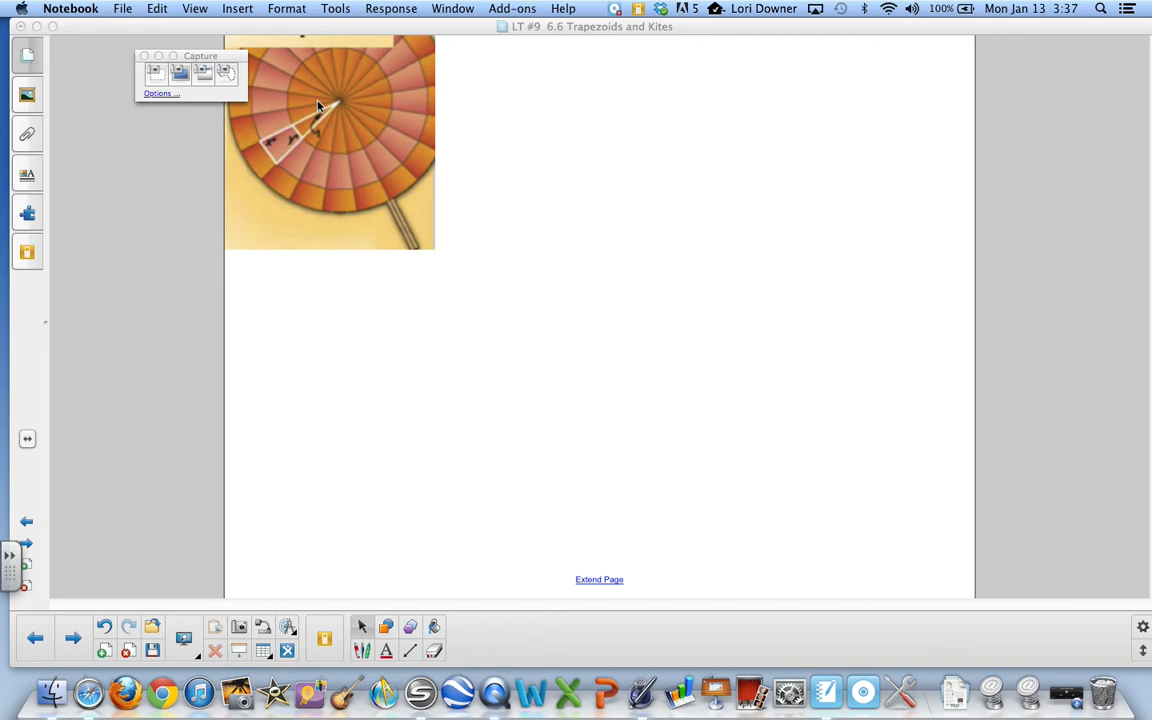 Notebook File Edit View Insert Format Tools Response Window Add-ons Help 5 Lori Downer 100% Mon Jan 13 3:37
LT #9 6.6 Trapezoids and Kites
Capture
Options ...
Extend Page